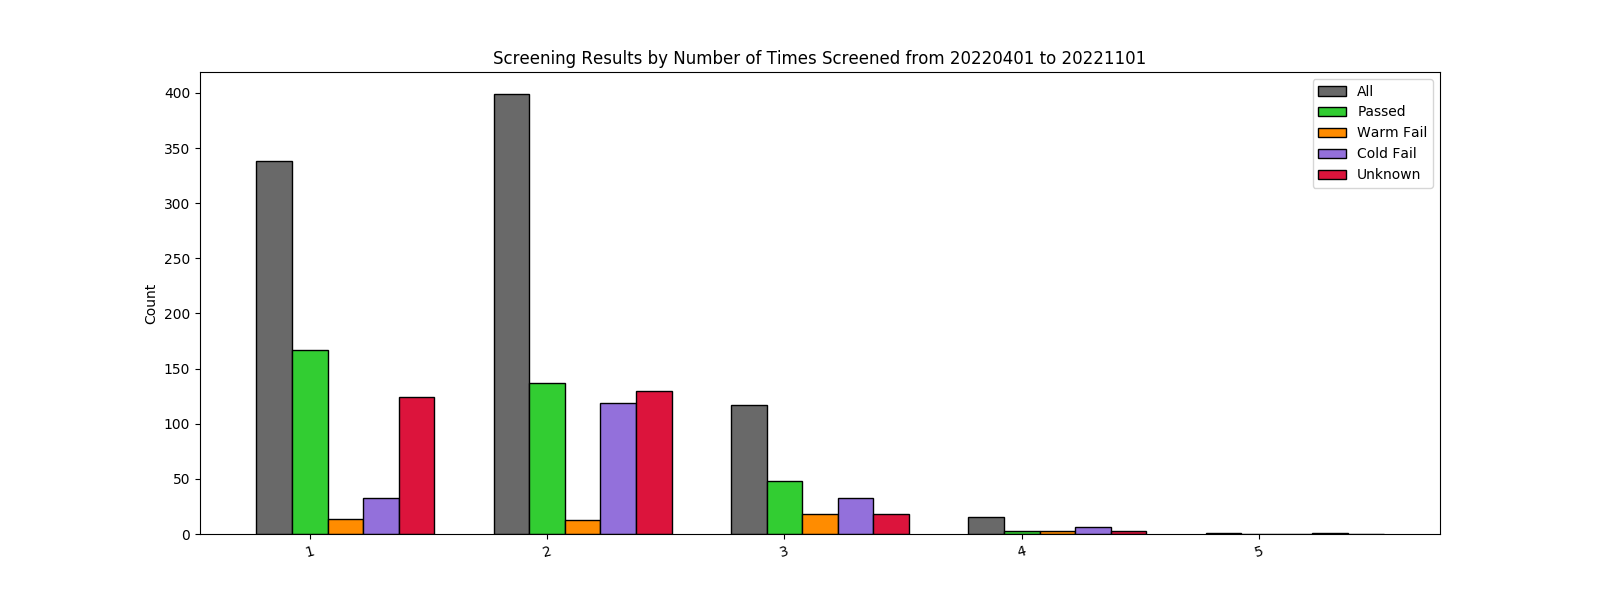 Screening Results by Number of Times Screened from 20220401 to 20221101
400
350
300
250
200
150
100
50
0
Count
All
Passed
Warm Fail
Cold Fail
Unknown
1
2
3
4
5